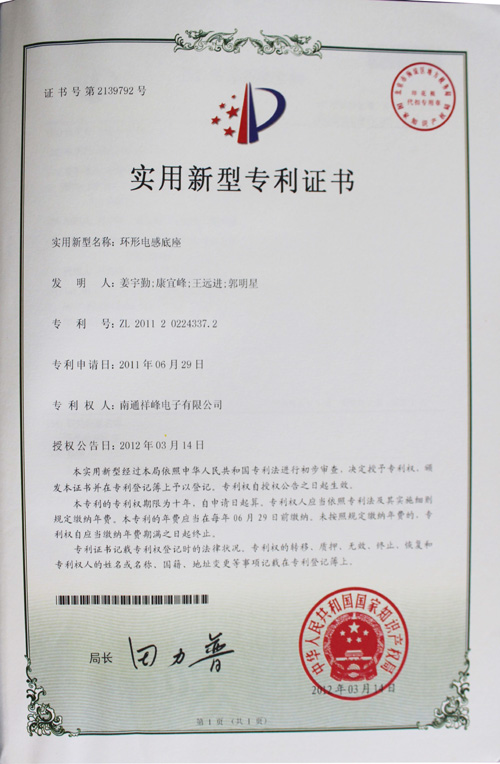 证书号第2139792号
实用新型专利证书
实用新型名称：环形电感底座
发明人：姜宇勤;康宜峰;王远进;郭明星
专利号：ZL 2011 2 0224337.2
专利申请日：2011年06月29日
专利权人：南通祥峰电子有限公司
授权公告日：2012年03月14日
本实用新型经过本局依照中华人民共和国专利法进行初步审查，决定授予专利权，颁
发本证书并在专利登记簿上予以登记。专利权自授权公告之日起生效。
本专利的专利权期限为十年，自申请日起算。专利权人应当依照专利法及其实施细则
规定缴纳年费。本专利的年费应当在每年06月29日前缴纳。未按照规定缴纳年费的，专
利权自应当缴纳年费期满之日起终止。
专利证书记载专利权登记时的法律状况。专利权的转移、质押、无效、终止、恢复和
专利权人的姓名或名称、国籍、地址变更等事项记载在专利登记簿上。
局长
田力普
中华人民共和国国家知识产权局
2012年03月14日
第1页（共1页）